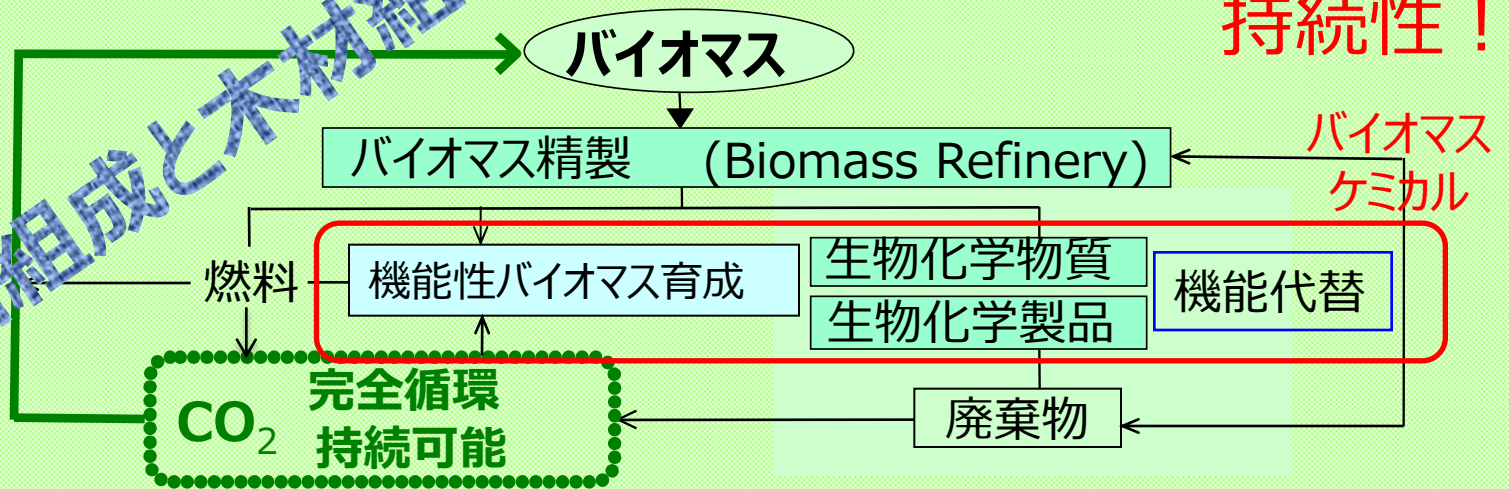 持続性！
バイオマス
組成と木材組
バイオマス精製 (Biomass Refinery)
バイオマス
ケミカル
燃料
機能性バイオマス育成
生物化学物質
生物化学製品
機能代替
CO₂
完全循環
持続可能
廃棄物